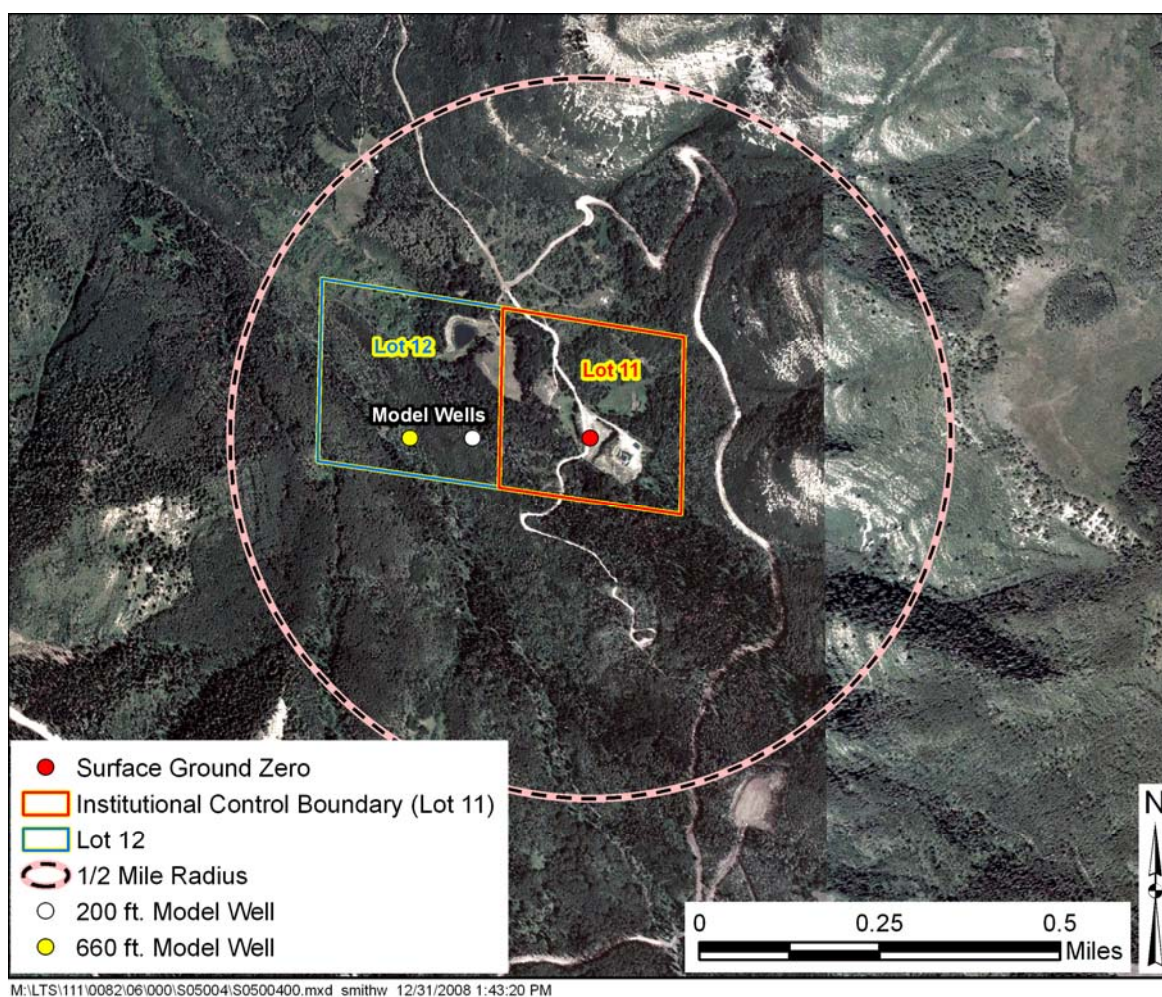 Lot 12
Lot 11
Model Wells
Surface Ground Zero
Institutional Control Boundary (Lot 11)
Lot 12
1/2 Mile Radius
200 ft. Model Well
660 ft. Model Well
N
0 0.25 0.5
Miles
M:\LTS\111\0082\06\000\S05004\S0500400.mxd smithw 12/31/2008 1:43:20 PM